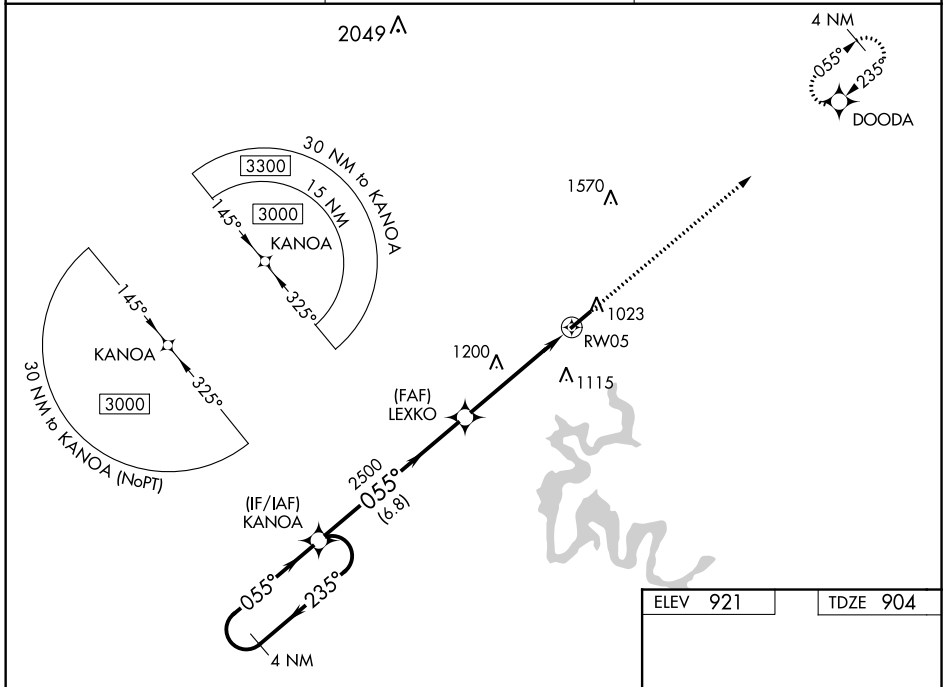 2049
4 NM
055°
235°
DOODA
30 NM to KANOA
3300
15 NM
3000
145°
KANOA
325°
1570
145°
KANOA
325°
3000
30 NM to KANOA (NoPT)
1023
RW05
1200
1115
(FAF)
LEXKO
2500
055°
(6.8)
(IF/IAF)
KANOA
055°
235°
4 NM
ELEV 921
TDZE 904